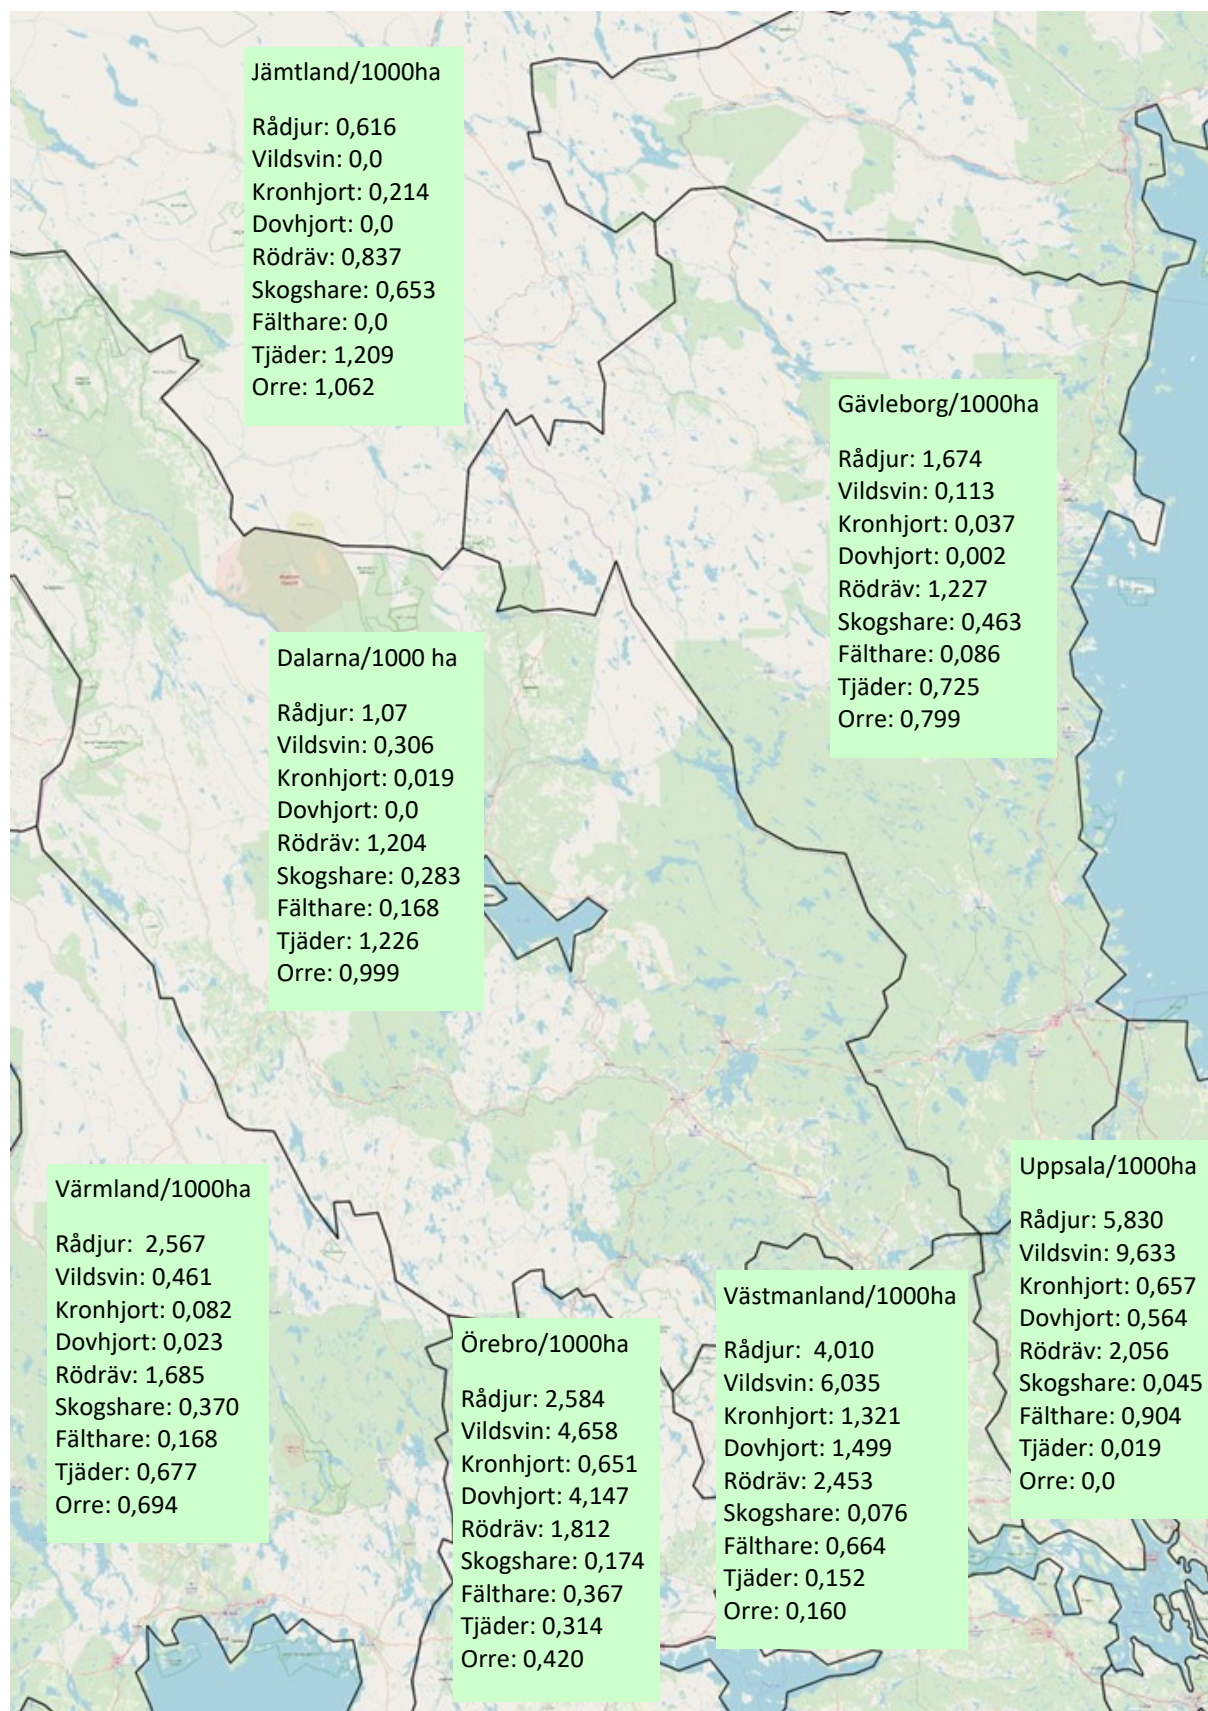 Jämtland/1000ha
Rådjur: 0,616
Vildsvin: 0,0
Kronhjort: 0,214
Dovhjort: 0,0
Rödräv: 0,837
Skogshare: 0,653
Fälthare: 0,0
Tjäder: 1,209
Orre: 1,062
Gävleborg/1000ha
Rådjur: 1,674
Vildsvin: 0,113
Kronhjort: 0,037
Dovhjort: 0,002
Rödräv: 1,227
Skogshare: 0,463
Fälthare: 0,086
Tjäder: 0,725
Orre: 0,799
Dalarna/1000 ha
Rådjur: 1,07
Vildsvin: 0,306
Kronhjort: 0,019
Dovhjort: 0,0
Rödräv: 1,204
Skogshare: 0,283
Fälthare: 0,168
Tjäder: 1,226
Orre: 0,999
Värmland/1000ha
Rådjur: 2,567
Vildsvin: 0,461
Kronhjort: 0,082
Dovhjort: 0,023
Rödräv: 1,685
Skogshare: 0,370
Fälthare: 0,168
Tjäder: 0,677
Orre: 0,694
Örebro/1000ha
Rådjur: 2,584
Vildsvin: 4,658
Kronhjort: 0,651
Dovhjort: 4,147
Rödräv: 1,812
Skogshare: 0,174
Fälthare: 0,367
Tjäder: 0,314
Orre: 0,420
Västmanland/1000ha
Rådjur: 4,010
Vildsvin: 6,035
Kronhjort: 1,321
Dovhjort: 1,499
Rödräv: 2,453
Skogshare: 0,076
Fälthare: 0,664
Tjäder: 0,152
Orre: 0,160
Uppsala/1000ha
Rådjur: 5,830
Vildsvin: 9,633
Kronhjort: 0,657
Dovhjort: 0,564
Rödräv: 2,056
Skogshare: 0,045
Fälthare: 0,904
Tjäder: 0,019
Orre: 0,0